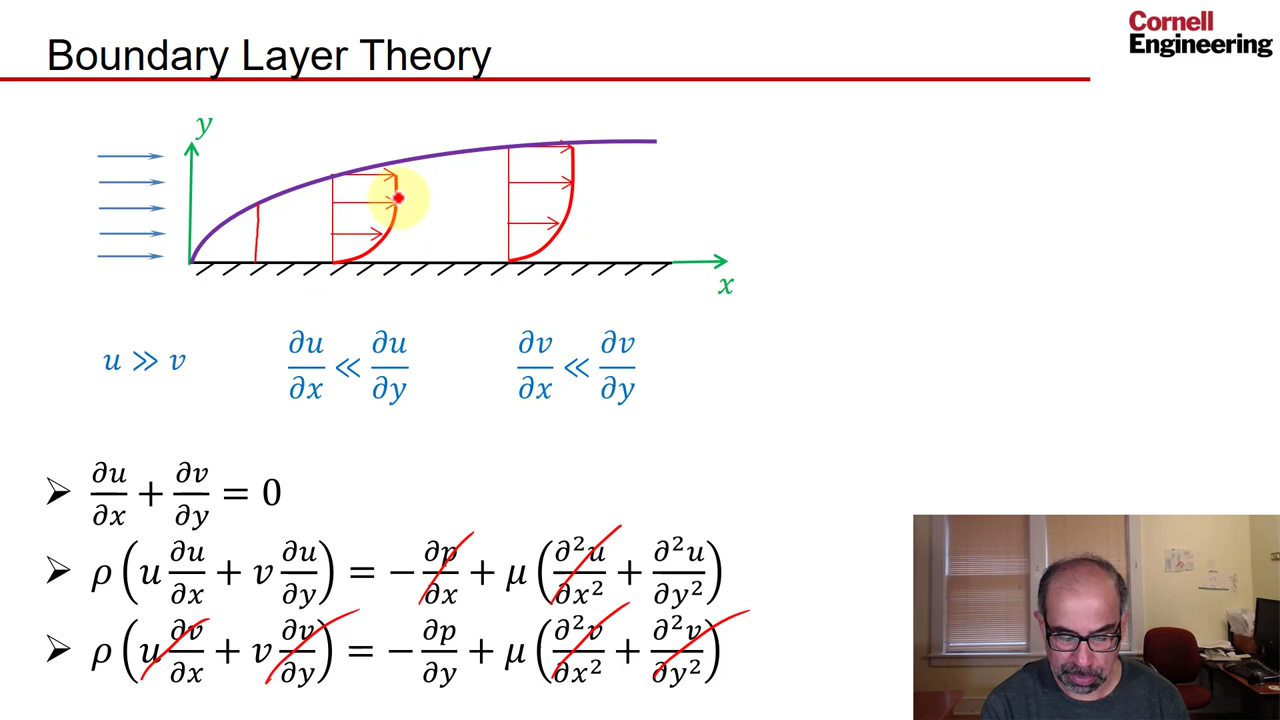 Cornell
Engineering
Boundary Layer Theory
y
x
u ≫ v
∂u/∂x ≪ ∂u/∂y
∂v/∂x ≪ ∂v/∂y
➢ ∂u/∂x + ∂v/∂y = 0
➢ ρ(u ∂u/∂x + v ∂u/∂y) = −∂p/∂x + μ(∂²u/∂x² + ∂²u/∂y²)
➢ ρ(u ∂v/∂x + v ∂v/∂y) = −∂p/∂y + μ(∂²v/∂x² + ∂²v/∂y²)